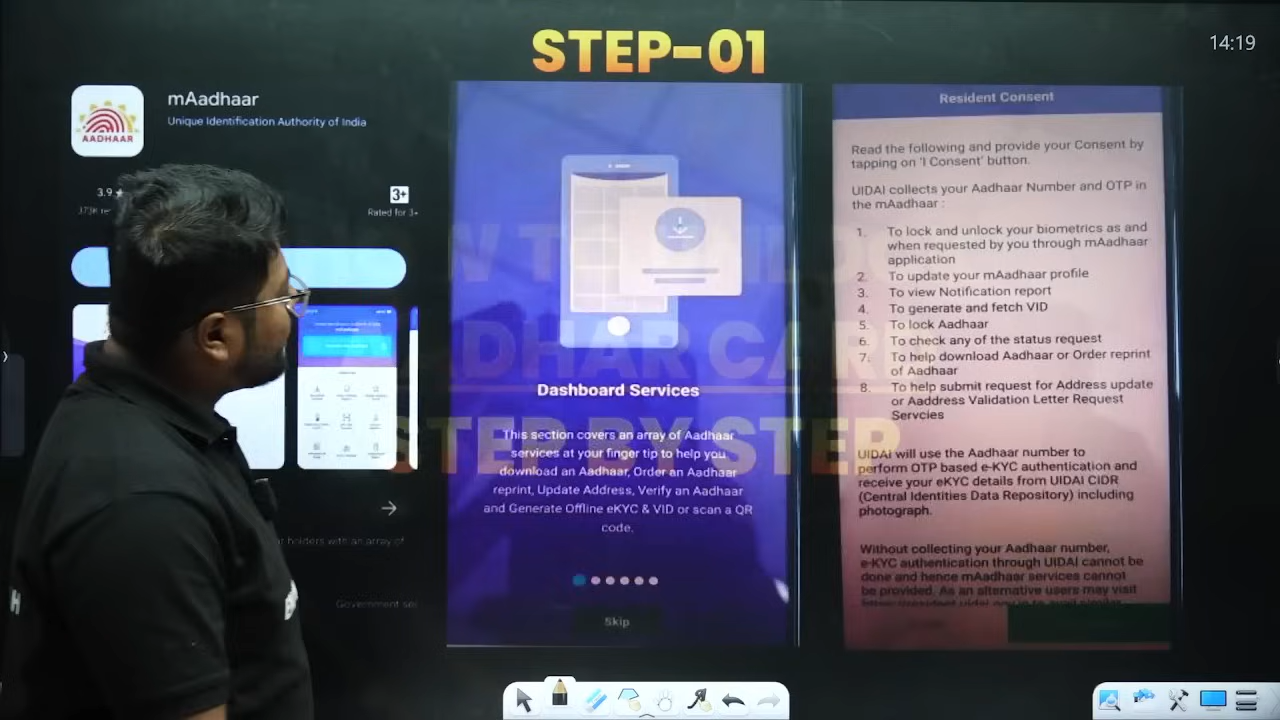 STEP-01
14:19
AADHAAR
mAadhaar
Unique Identification Authority of India
3.9
3+
Rated for 3+
holders with an array of
Government
Dashboard Services
This section covers an array of Aadhaar
services at your finger tip to help you
download an Aadhaar, Order an Aadhaar
reprint, Update Address, Verify an Aadhaar
and Generate Offline eKYC & VID or scan a QR
code.
Skip
STEP BY STEP
Resident Consent
Read the following and provide your Consent by
tapping on 'I Consent' button.
UIDAI collects your Aadhaar Number and OTP in
the mAadhaar :
1. To lock and unlock your biometrics as and
when requested by you through mAadhaar
application
2. To update your mAadhaar profile
3. To view Notification report
4. To generate and fetch VID
5. To lock Aadhaar
6. To check any of the status request
7. To help download Aadhaar or Order reprint
of Aadhaar
8. To help submit request for Address update
or Aaddress Validation Letter Request
Servcies
UIDAI will use the Aadhaar number to
perform OTP based e-KYC authentication and
receive your eKYC details from UIDAI CIDR
(Central Identities Data Repository) including
photograph.
Without collecting your Aadhaar number,
e-KYC authentication through UIDAI cannot be
done and hence mAadhaar services cannot
be provided. As an alternative users may visit